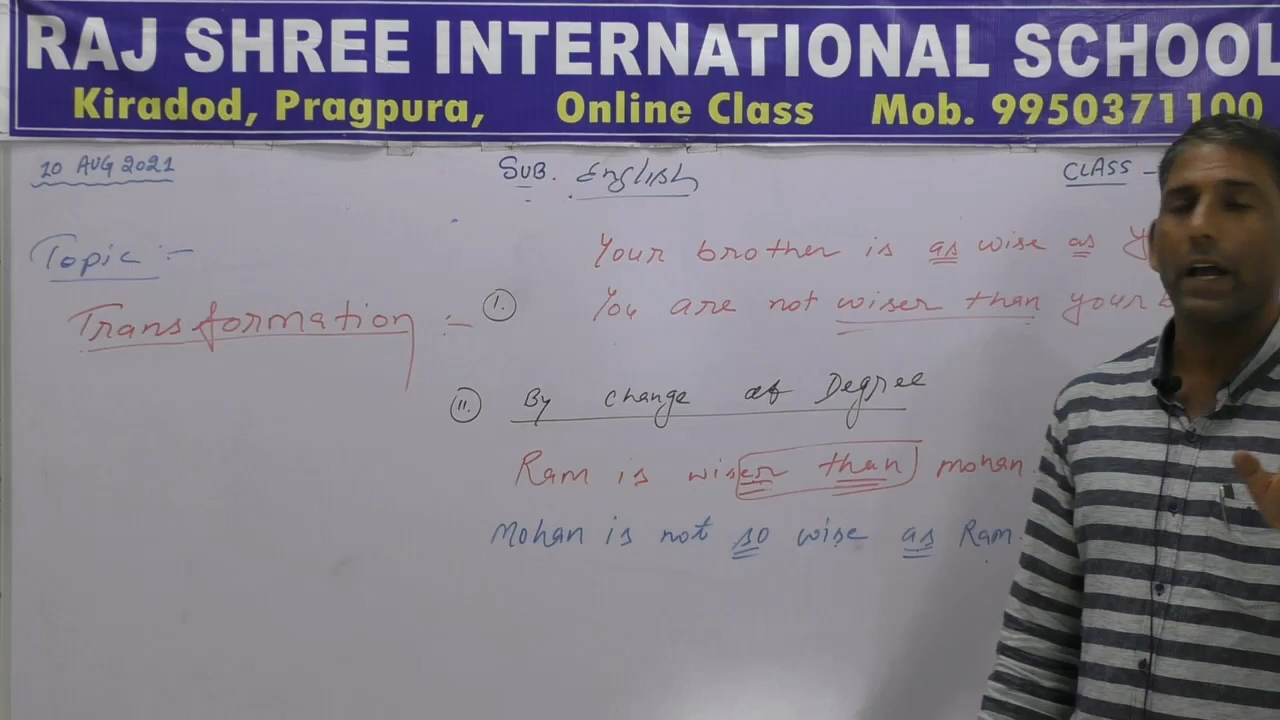 RAJ SHREE INTERNATIONAL SCHOOL
Kiradod, Pragpura, Online Class Mob. 9950371100
10 AUG 2021 SUB. English CLASS -
Topic :-
Your brother is as wise as
Transformation :- I. You are not wiser than your
II. By change of Degree
Ram is wiser than mohan.
Mohan is not so wise as Ram.